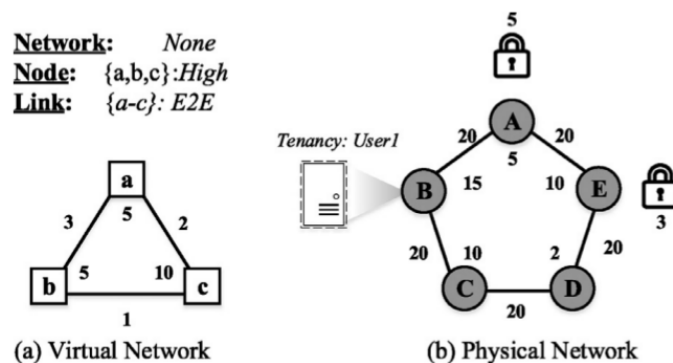 Network: None
Node: {a,b,c}:High
Link: {a-c}: E2E
a
5
3
2
5
10
b
c
1
(a) Virtual Network
5
Tenancy: User1
A
20
20
5
B
15
10
E
3
20
10
2
20
C
D
20
(b) Physical Network